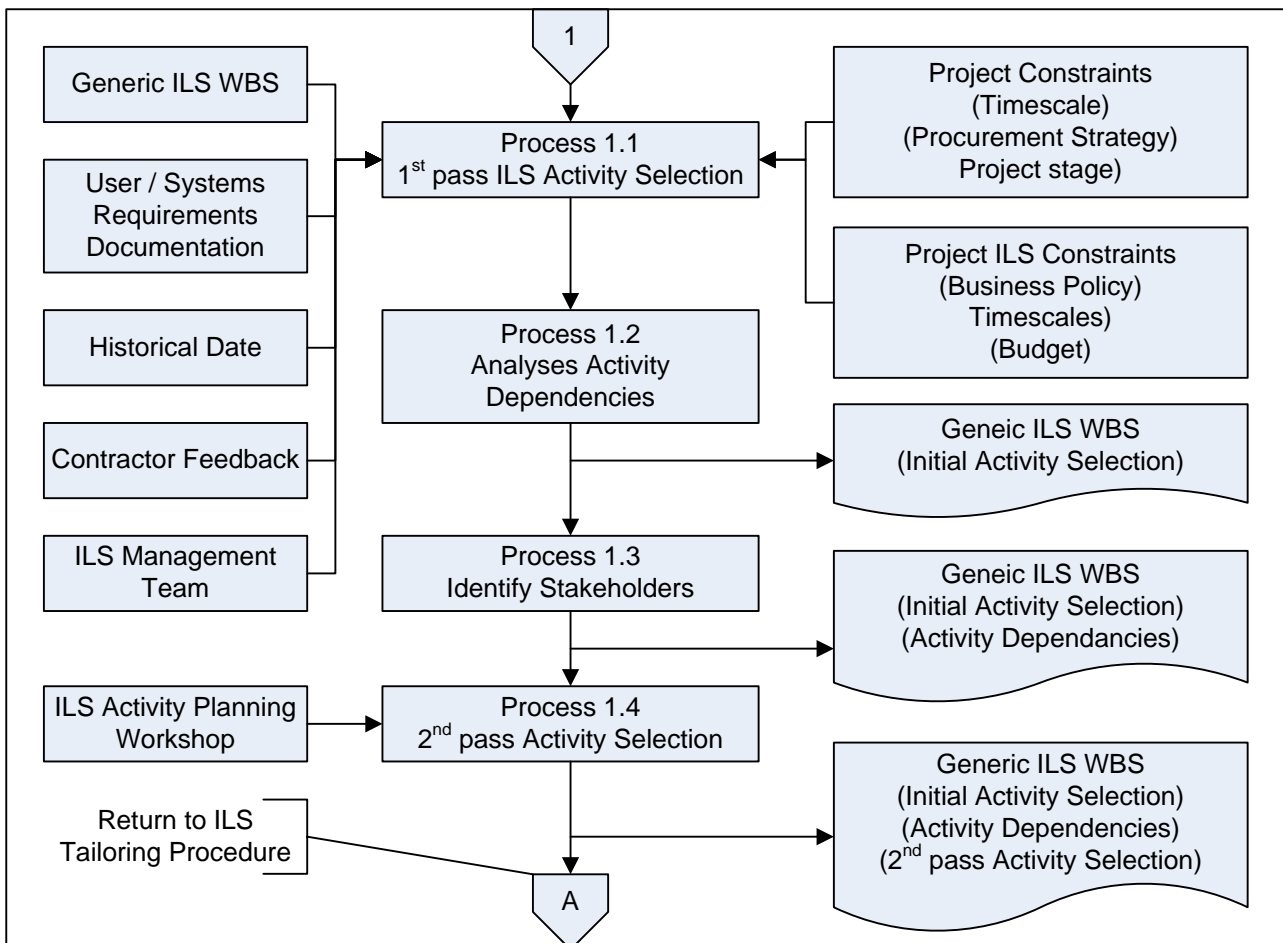 1
Generic ILS WBS
User / Systems
Requirements
Documentation
Historical Date
Contractor Feedback
ILS Management
Team
ILS Activity Planning
Workshop
Return to ILS
Tailoring Procedure
Process 1.1
1st pass ILS Activity Selection
Process 1.2
Analyses Activity
Dependencies
Process 1.3
Identify Stakeholders
Process 1.4
2nd pass Activity Selection
A
Project Constraints
(Timescale)
(Procurement Strategy)
Project stage)
Project ILS Constraints
(Business Policy)
Timescales)
(Budget)
Geneic ILS WBS
(Initial Activity Selection)
Geneic ILS WBS
(Initial Activity Selection)
(Activity Dependancies)
Generic ILS WBS
(Initial Activity Selection)
(Activity Dependencies)
(2nd pass Activity Selection)